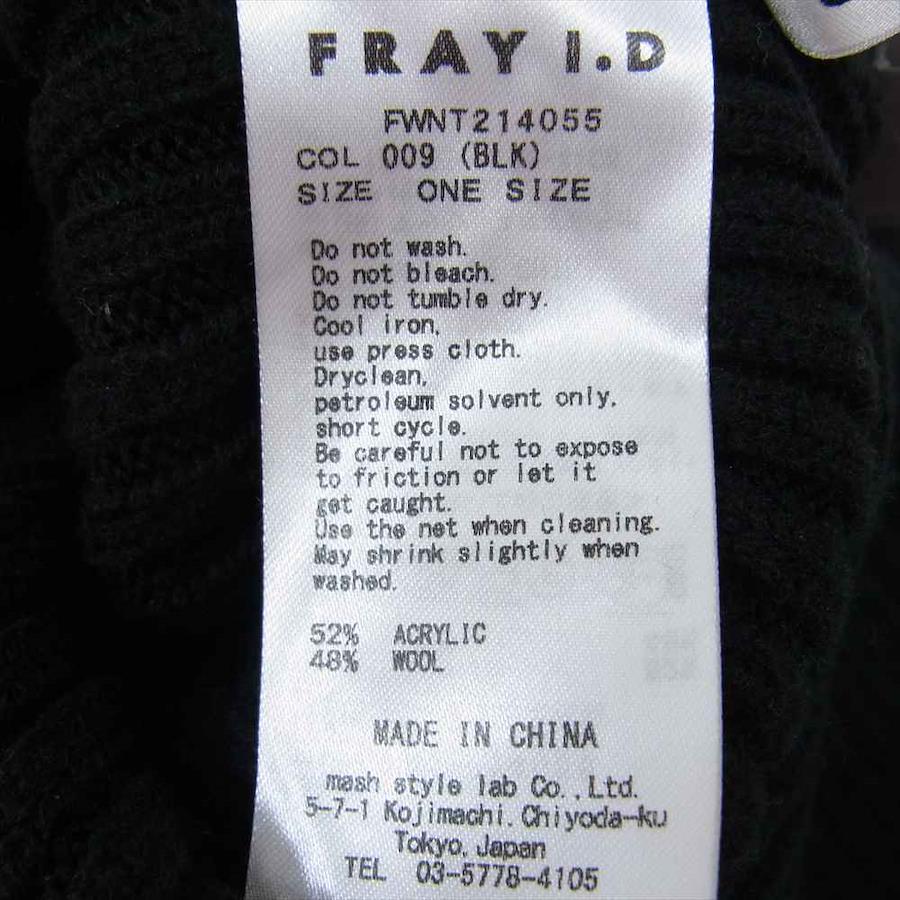 FRAY I.D
FWNT214055
COL 009 (BLK)
SIZE ONE SIZE
Do not wash.
Do not bleach.
Do not tumble dry.
Cool iron,
use press cloth.
Dryclean,
petroleum solvent only.
short cycle.
Be careful not to expose
to friction or let it
get caught.
Use the net when cleaning.
May shrink slightly when
washed.
52% ACRYLIC
48% WOOL
MADE IN CHINA
mash style lab Co.,Ltd.
5-7-1 Kojimachi.Chiyoda-ku
Tokyo,Japan
TEL 03-5778-4105